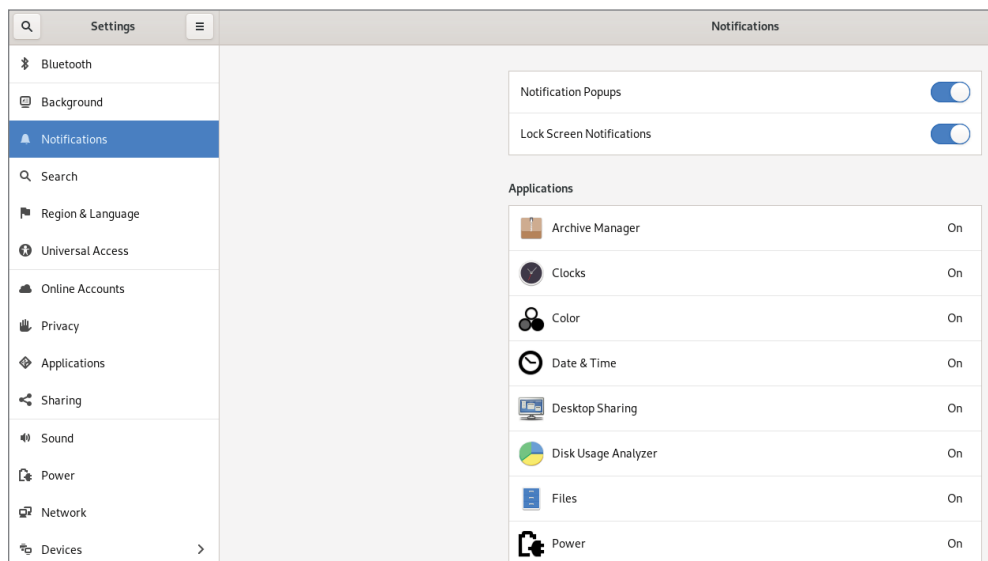 Settings
Notifications
Bluetooth
Background
Notifications
Search
Region & Language
Universal Access
Online Accounts
Privacy
Applications
Sharing
Sound
Power
Network
Devices
Notification Popups
Lock Screen Notifications
Applications
Archive Manager On
Clocks On
Color On
Date & Time On
Desktop Sharing On
Disk Usage Analyzer On
Files On
Power On